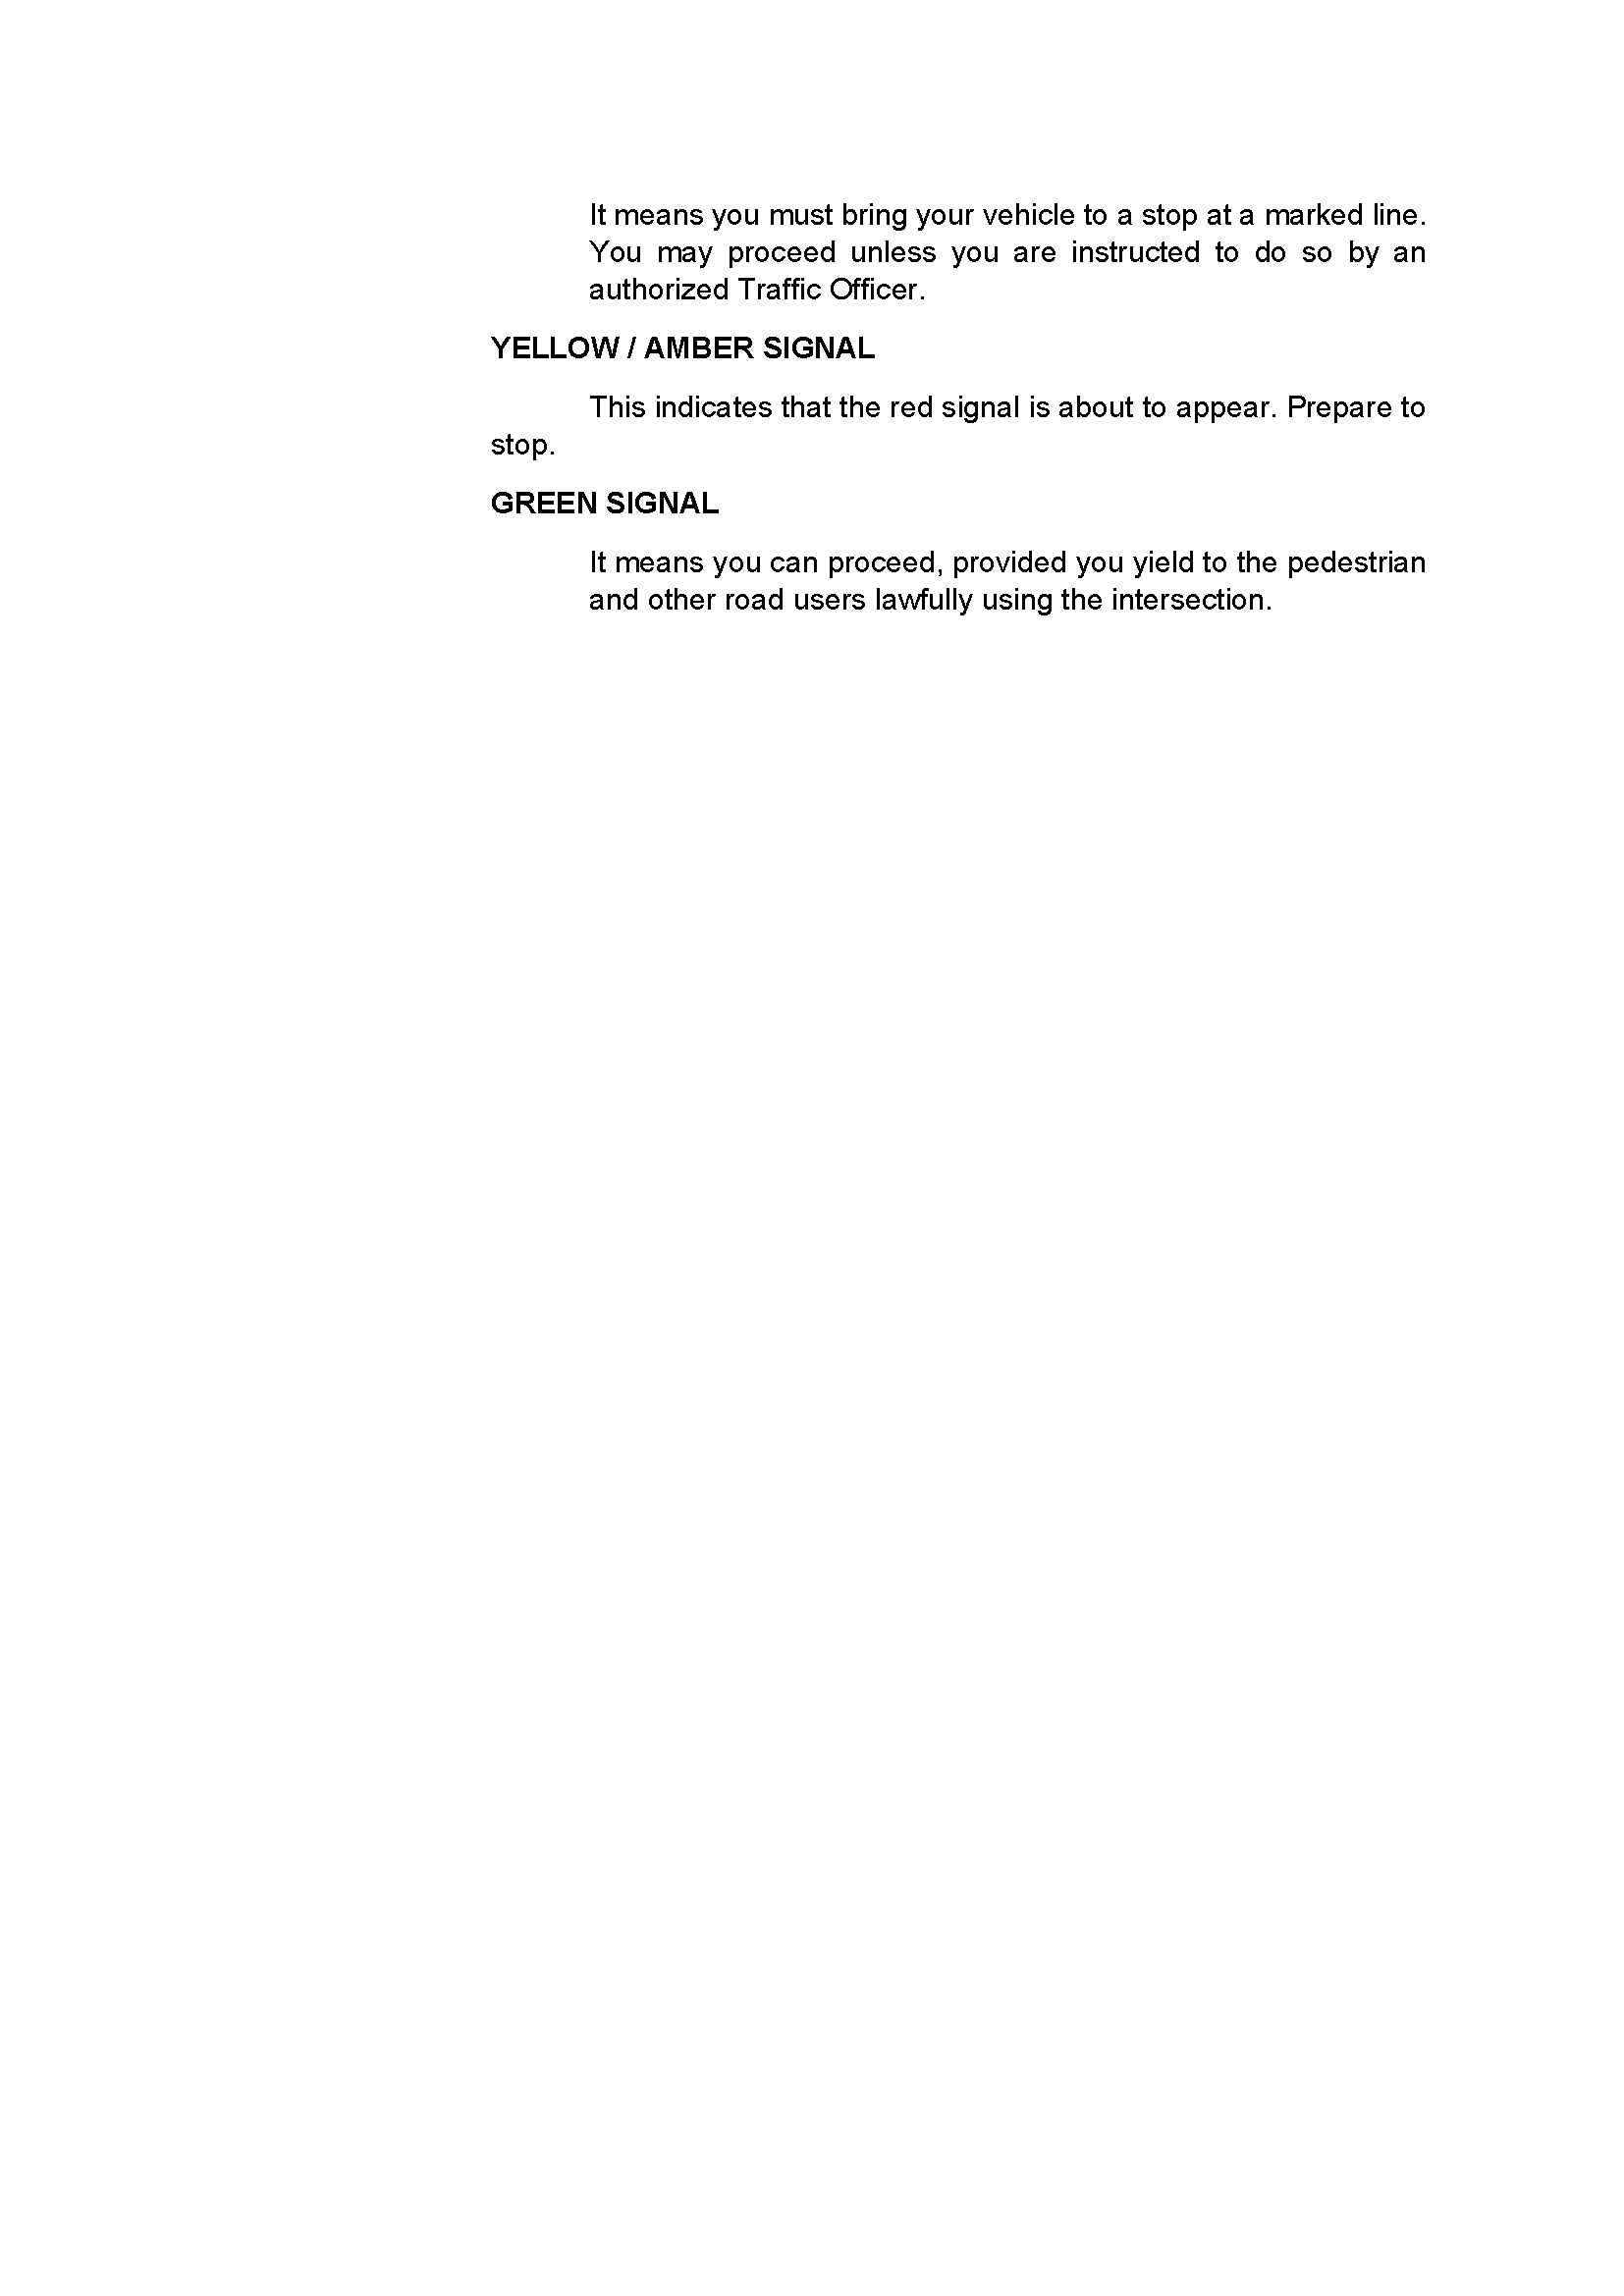 It means you must bring your vehicle to a stop at a marked line.
You may proceed unless you are instructed to do so by an
authorized Traffic Officer.
YELLOW / AMBER SIGNAL
This indicates that the red signal is about to appear. Prepare to
stop.
GREEN SIGNAL
It means you can proceed, provided you yield to the pedestrian
and other road users lawfully using the intersection.